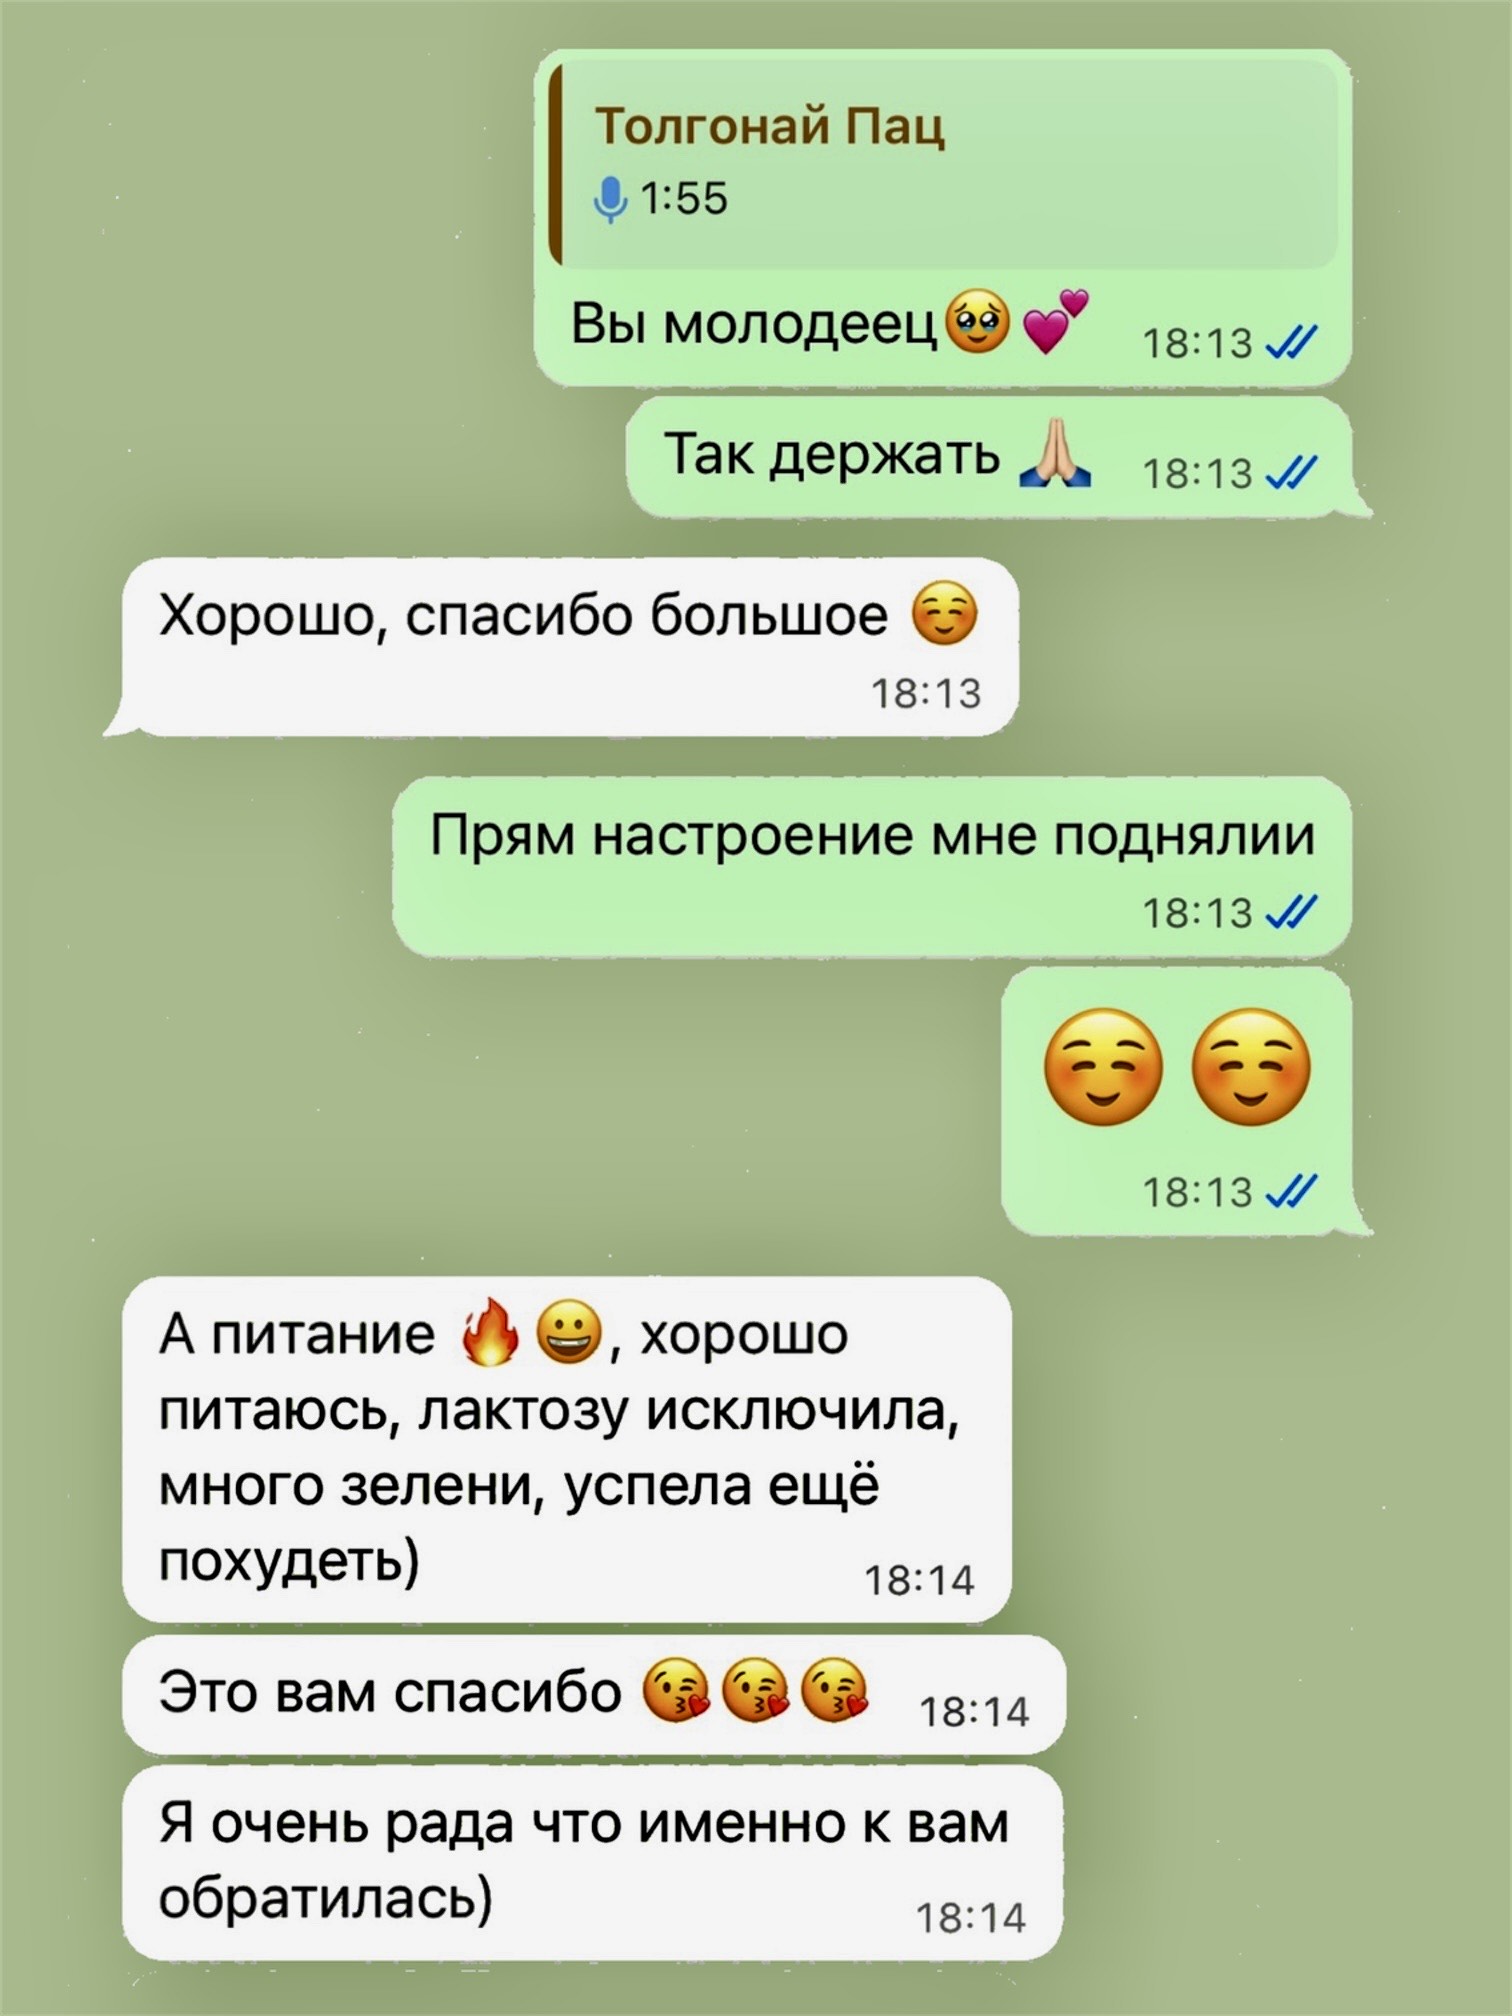 Толгонай Пац
1:55
Вы молодеец🥹💕 18:13
Так держать 🙏🏼 18:13
Хорошо, спасибо большое ☺️
18:13
Прям настроение мне поднялии
18:13
☺️☺️
18:13
А питание 🔥😀, хорошо
питаюсь, лактозу исключила,
много зелени, успела ещё
похудеть) 18:14
Это вам спасибо 😘😘😘 18:14
Я очень рада что именно к вам
обратилась) 18:14